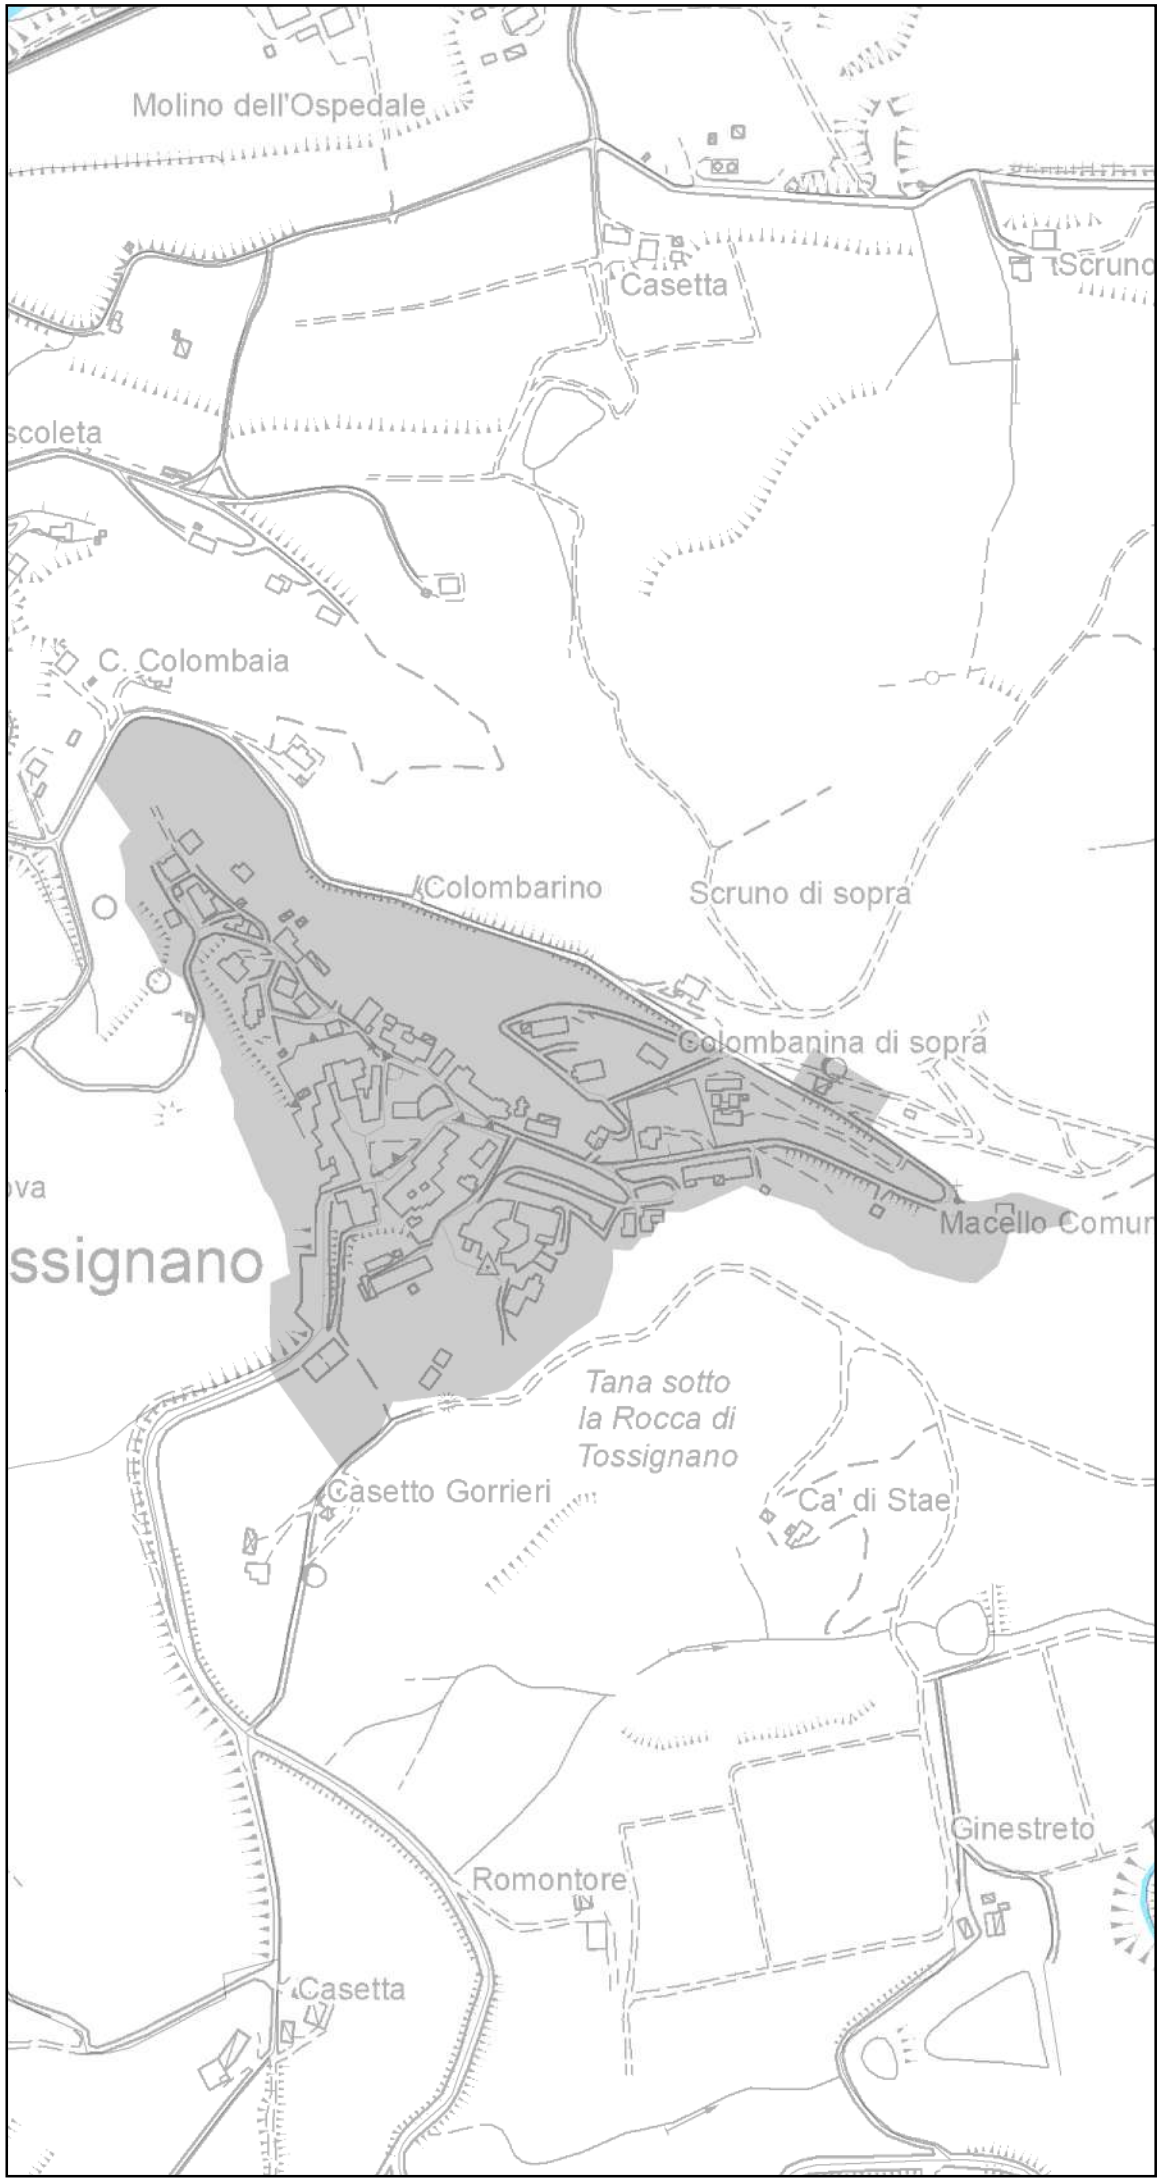 Molino dell'Ospedale
Scruno
Casetta
scoleta
C. Colombaia
Colombarino
Scruno di sopra
Colombanina di sopra
ova
Macello Comur
ssignano
Tana sotto
la Rocca di
Tossignano
Casetto Gorrieri
Ca' di Stae
Ginestreto
Romontore
Casetta